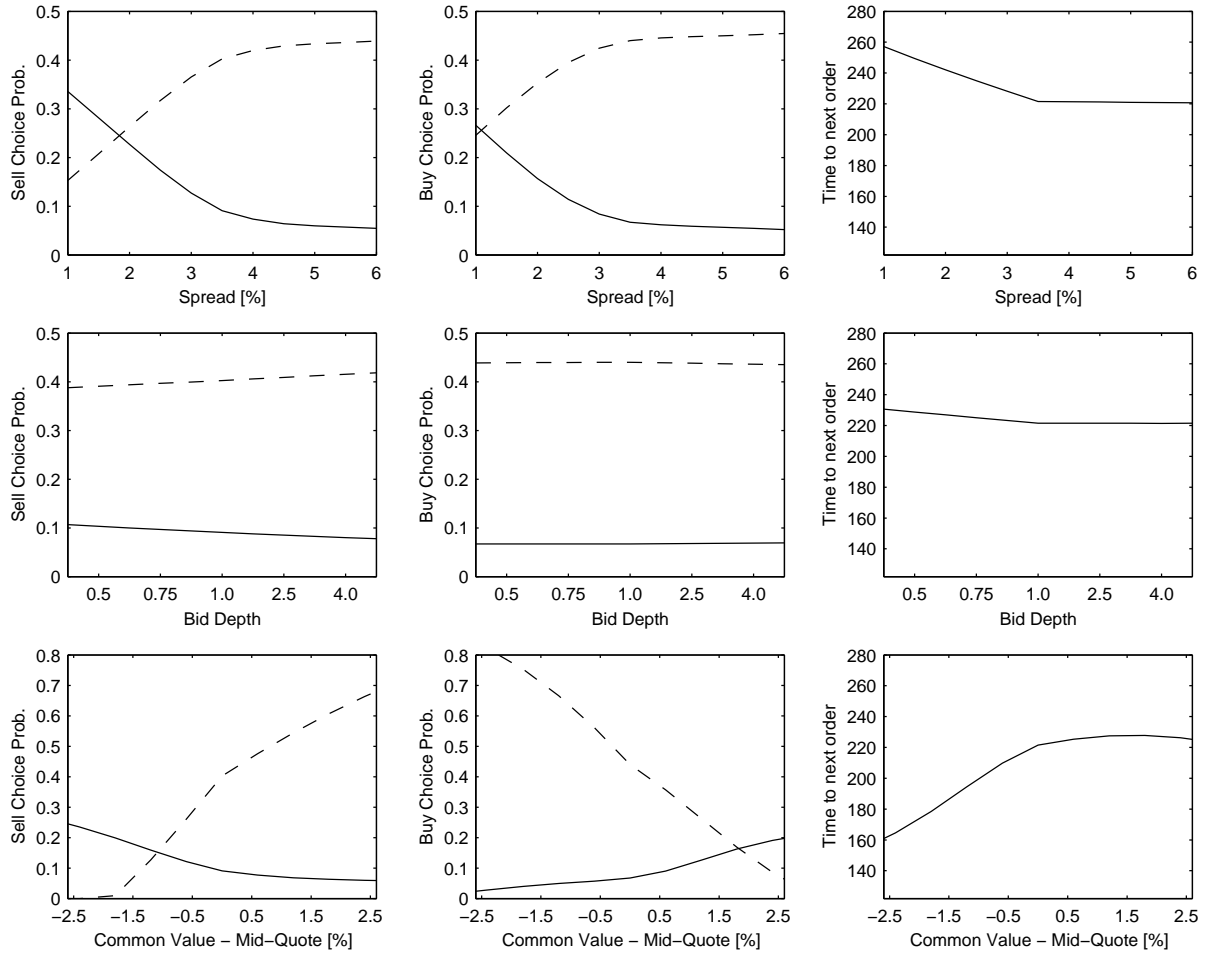 0.5
0.4
0.3
0.2
0.1
0
Sell Choice Prob.
1 2 3 4 5 6
Spread [%]
0.5
0.4
0.3
0.2
0.1
0
Buy Choice Prob.
1 2 3 4 5 6
Spread [%]
280
260
240
220
200
180
160
140
Time to next order
1 2 3 4 5 6
Spread [%]
0.5
0.4
0.3
0.2
0.1
0
Sell Choice Prob.
0.5 0.75 1.0 2.5 4.0
Bid Depth
0.5
0.4
0.3
0.2
0.1
0
Buy Choice Prob.
0.5 0.75 1.0 2.5 4.0
Bid Depth
280
260
240
220
200
180
160
140
Time to next order
0.5 0.75 1.0 2.5 4.0
Bid Depth
0.8
0.7
0.6
0.5
0.4
0.3
0.2
0.1
0
Sell Choice Prob.
−2.5 −1.5 −0.5 0.5 1.5 2.5
Common Value − Mid−Quote [%]
0.8
0.7
0.6
0.5
0.4
0.3
0.2
0.1
0
Buy Choice Prob.
−2.5 −1.5 −0.5 0.5 1.5 2.5
Common Value − Mid−Quote [%]
280
260
240
220
200
180
160
140
Time to next order
−2.5 −1.5 −0.5 0.5 1.5 2.5
Common Value − Mid−Quote [%]